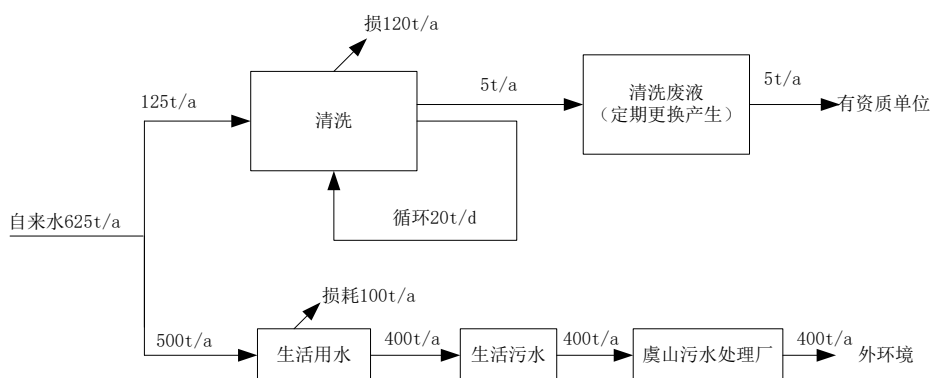 损120t/a
125t/a
清洗
5t/a
清洗废液
（定期更换产生）
5t/a
有资质单位
循环20t/d
自来水625t/a
损耗100t/a
500t/a
生活用水
400t/a
生活污水
400t/a
虞山污水处理厂
400t/a
外环境